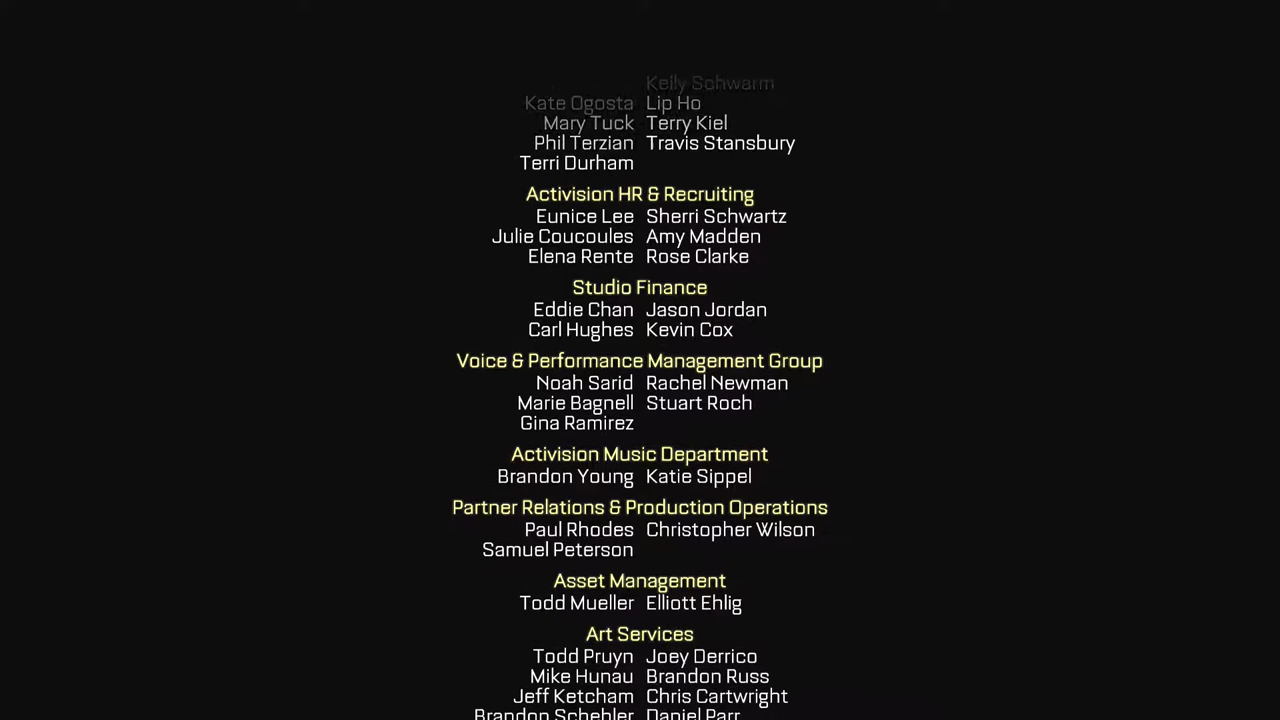 Kelly Schwarm
Kate Ogosta Lip Ho
Mary Tuck Terry Kiel
Phil Terzian Travis Stansbury
Terri Durham
Activision HR & Recruiting
Eunice Lee Sherri Schwartz
Julie Coucoules Amy Madden
Elena Rente Rose Clarke
Studio Finance
Eddie Chan Jason Jordan
Carl Hughes Kevin Cox
Voice & Performance Management Group
Noah Sarid Rachel Newman
Marie Bagnell Stuart Roch
Gina Ramirez
Activision Music Department
Brandon Young Katie Sippel
Partner Relations & Production Operations
Paul Rhodes Christopher Wilson
Samuel Peterson
Asset Management
Todd Mueller Elliott Ehlig
Art Services
Todd Pruyn Joey Derrico
Mike Hunau Brandon Russ
Jeff Ketcham Chris Cartwright
Brandon Schebler Daniel Parr